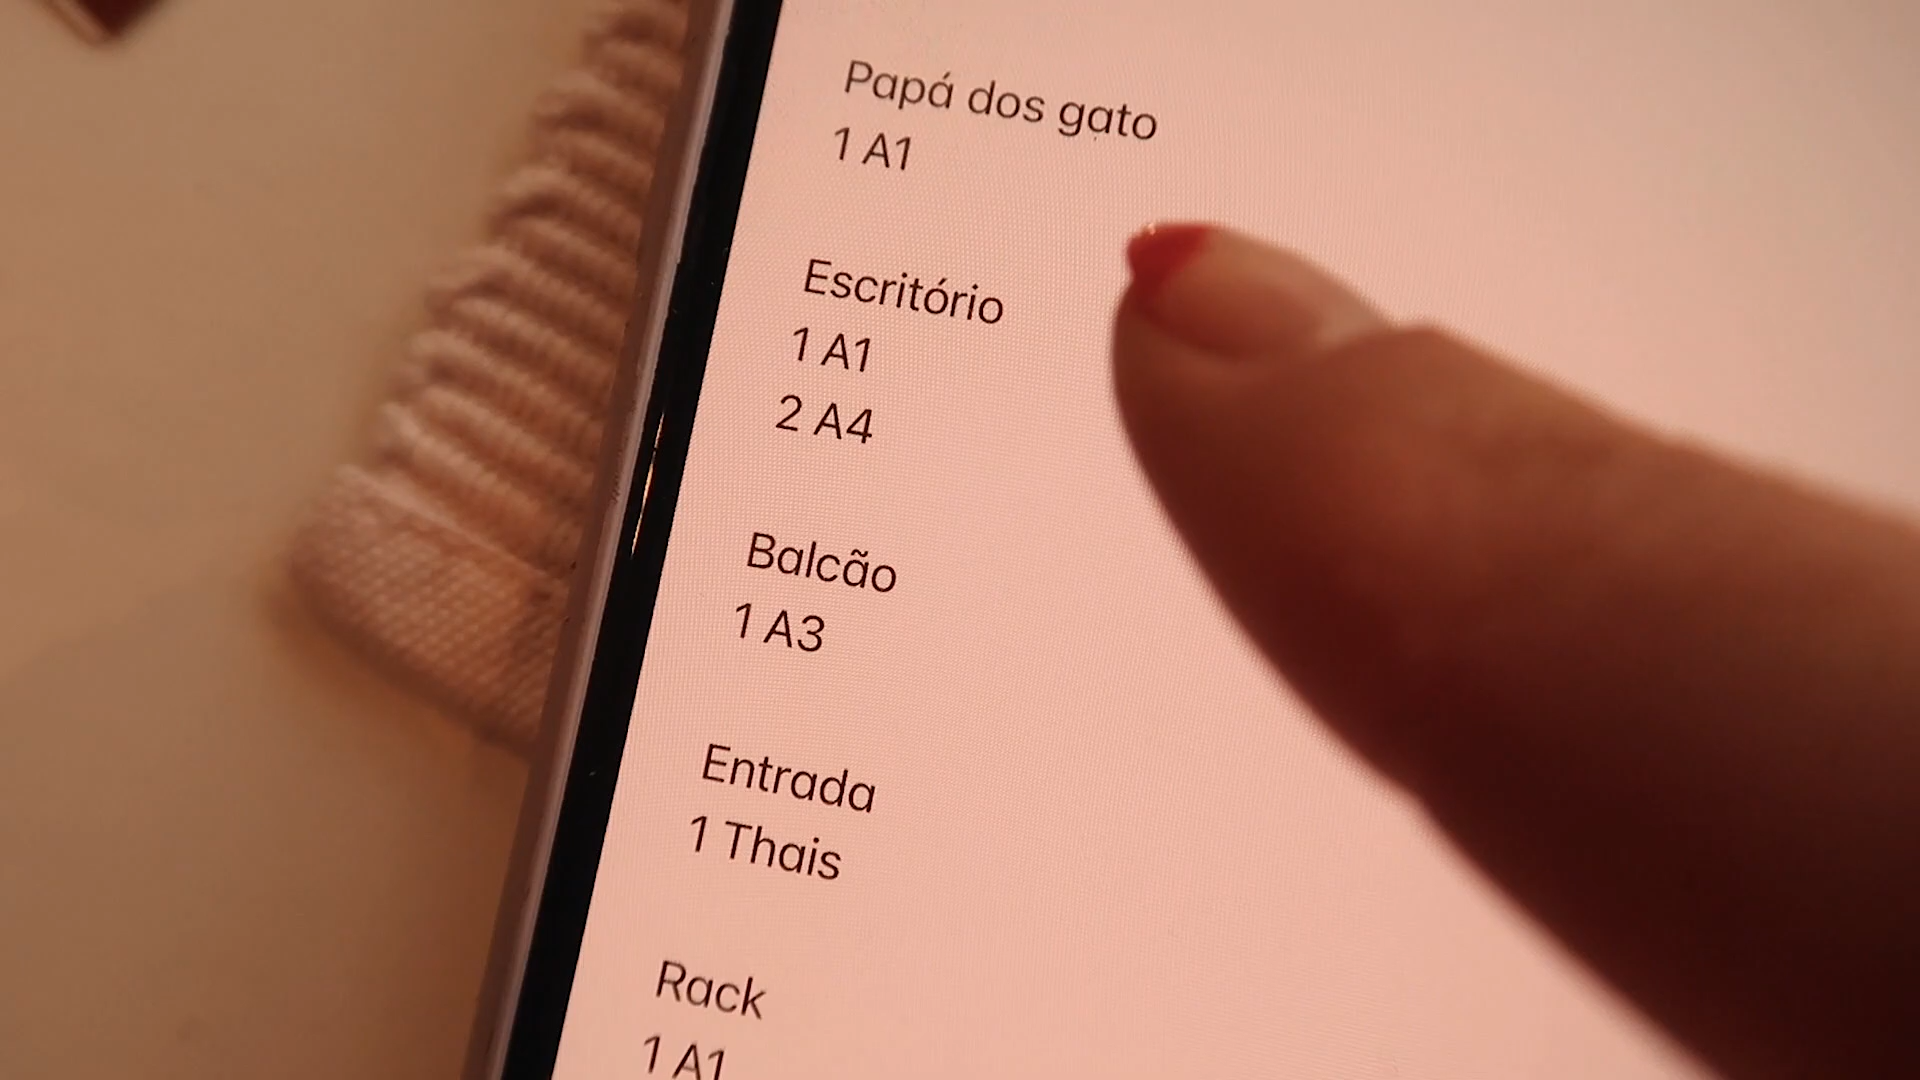 Papá dos gato
1 A1
Escritório
1 A1
2 A4
Balcão
1 A3
Entrada
1 Thais
Rack
1 A1